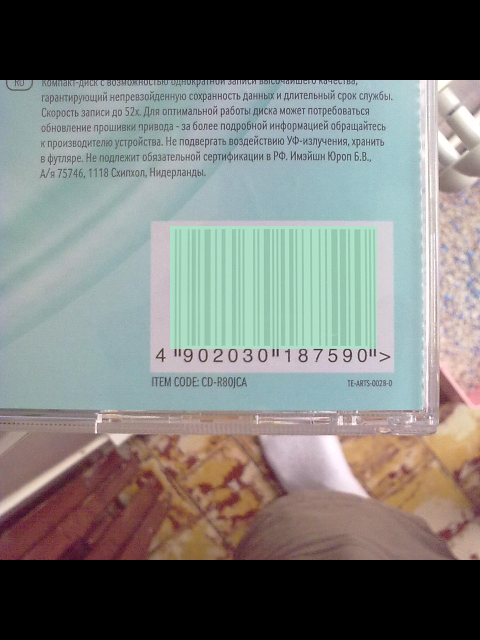 RU
Компакт-диск с возможностью однократной записи высочайшего качества,
гарантирующий непревзойденную сохранность данных и длительный срок службы.
Скорость записи до 52x. Для оптимальной работы диска может потребоваться
обновление прошивки привода - за более подробной информацией обращайтесь
к производителю устройства. Не подвергать воздействию УФ-излучения, хранить
в футляре. Не подлежит обязательной сертификации в РФ. Имэйшн Юроп Б.В.,
А/я 75746, 1118 Схипхол, Нидерланды.
4 "902030"187590">
ITEM CODE: CD-R80JCA
TE-ARTS-0028-0